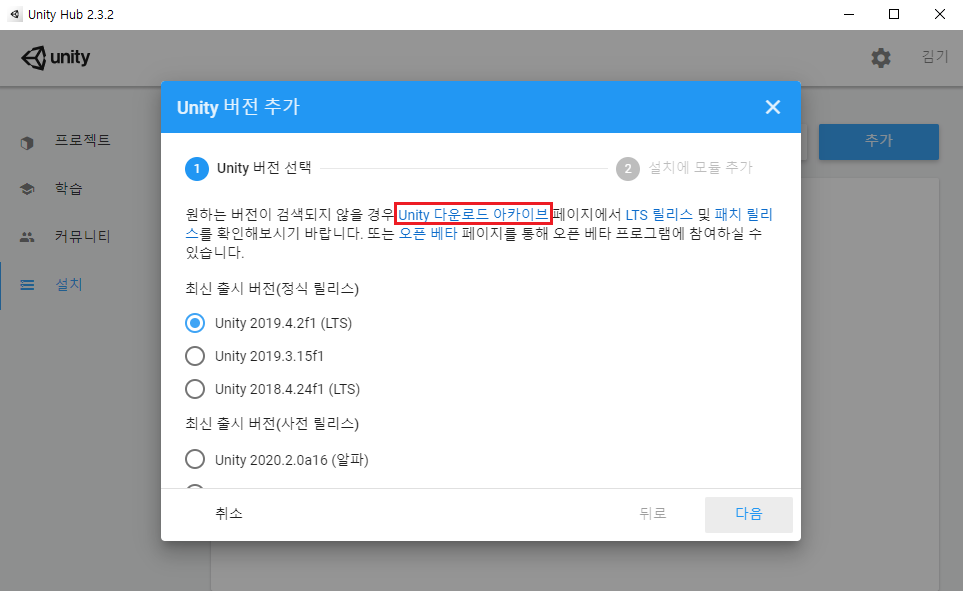 Unity Hub 2.3.2
unity
김기
프로젝트
학습
커뮤니티
설치
추가
Unity 버전 추가
1 Unity 버전 선택
2 설치에 모듈 추가
원하는 버전이 검색되지 않을 경우 Unity 다운로드 아카이브 페이지에서 LTS 릴리스 및 패치 릴리
스를 확인해보시기 바랍니다. 또는 오픈 베타 페이지를 통해 오픈 베타 프로그램에 참여하실 수
있습니다.
최신 출시 버전(정식 릴리스)
Unity 2019.4.2f1 (LTS)
Unity 2019.3.15f1
Unity 2018.4.24f1 (LTS)
최신 출시 버전(사전 릴리스)
Unity 2020.2.0a16 (알파)
취소
뒤로
다음